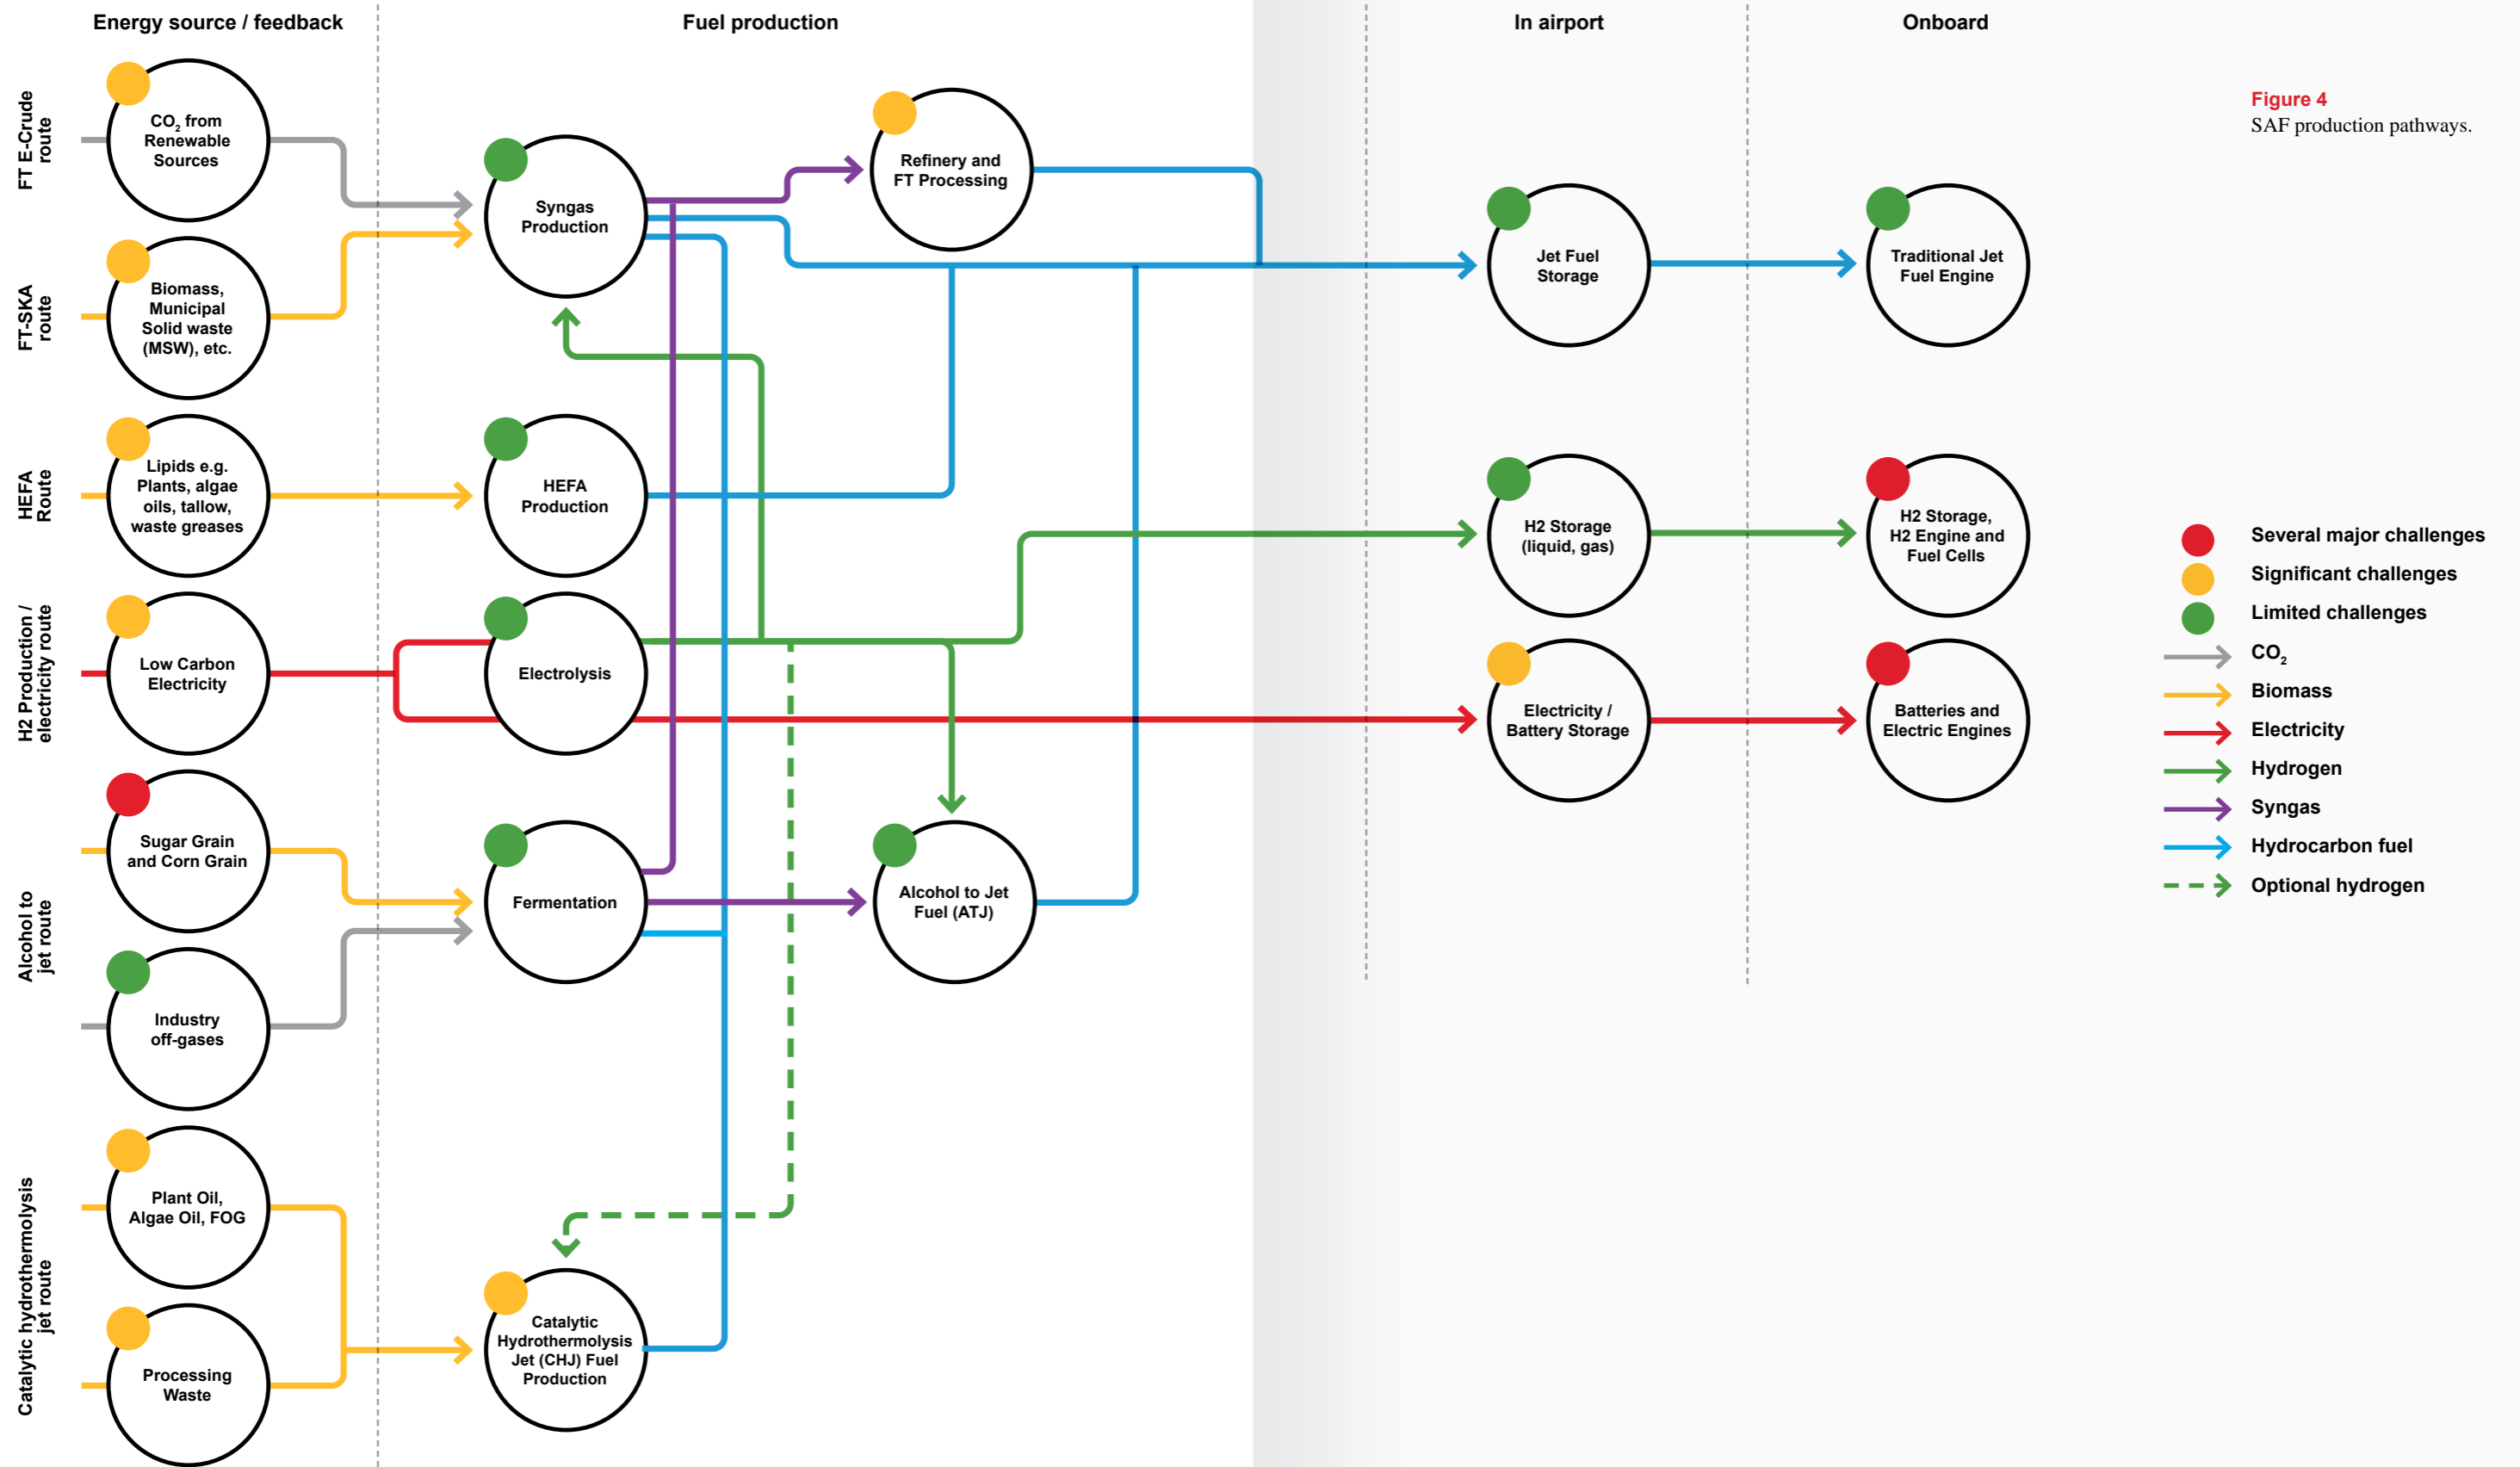 Energy source / feedback
Fuel production
In airport
Onboard
Figure 4
SAF production pathways.
FT E-Crude
route
CO₂ from
Renewable
Sources
Syngas
Production
Refinery and
FT Processing
Jet Fuel
Storage
Traditional Jet
Fuel Engine
FT-SKA
route
Biomass,
Municipal
Solid waste
(MSW), etc.
HEFA
Route
Lipids e.g.
Plants, algae
oils, tallow,
waste greases
HEFA
Production
H2 Storage
(liquid, gas)
H2 Storage,
H2 Engine and
Fuel Cells
H2 Production /
electricity route
Low Carbon
Electricity
Electrolysis
Electricity /
Battery Storage
Batteries and
Electric Engines
Alcohol to
jet route
Sugar Grain
and Corn Grain
Fermentation
Alcohol to Jet
Fuel (ATJ)
Industry
off-gases
Catalytic hydrothermolysis
jet route
Plant Oil,
Algae Oil, FOG
Processing
Waste
Catalytic
Hydrothermolysis
Jet (CHJ) Fuel
Production
Several major challenges
Significant challenges
Limited challenges
CO₂
Biomass
Electricity
Hydrogen
Syngas
Hydrocarbon fuel
Optional hydrogen